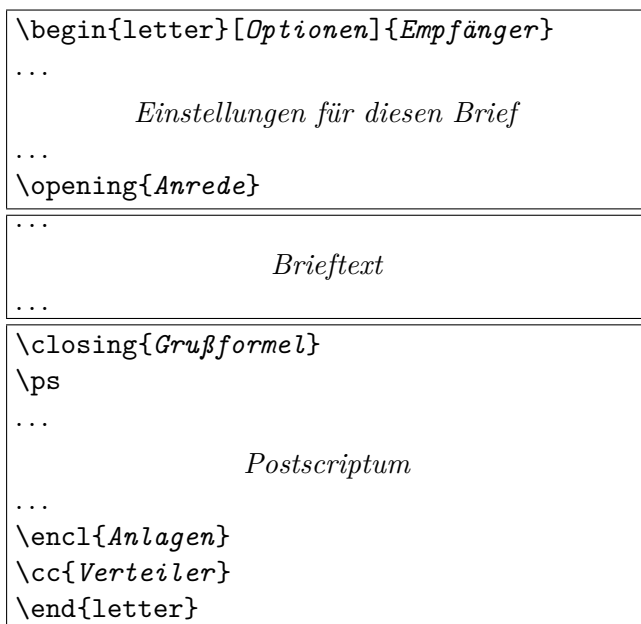 \begin{letter}[Optionen]{Empfänger}
...
Einstellungen für diesen Brief
...
\opening{Anrede}
...
Brieftext
...
\closing{Grußformel}
\ps
...
Postscriptum
...
\encl{Anlagen}
\cc{Verteiler}
\end{letter}